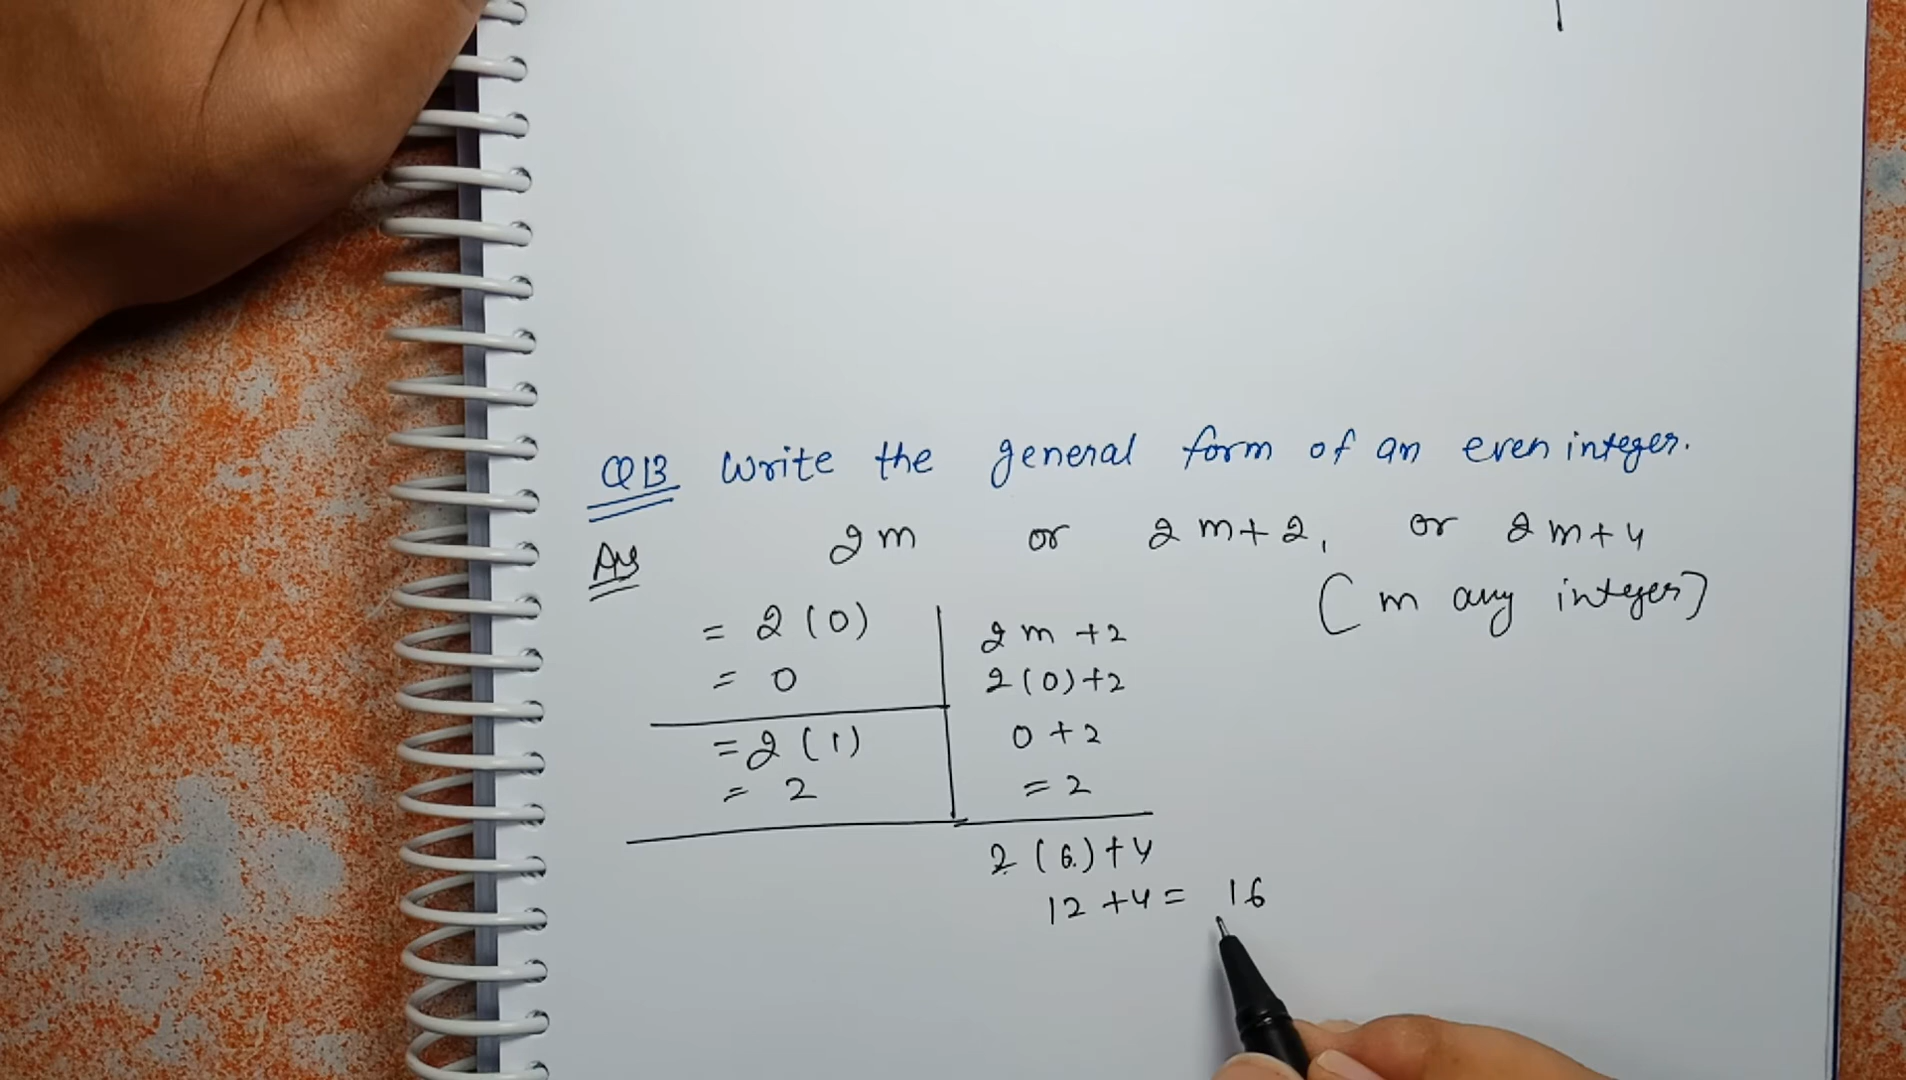 Q13 Write the general form of an even integer.
Ans 2m or 2m+2, or 2m+4
(m any integer)
= 2(0)
= 0
= 2(1)
= 2
2m+2
2(0)+2
0+2
=2
2(6)+4
12+4= 16